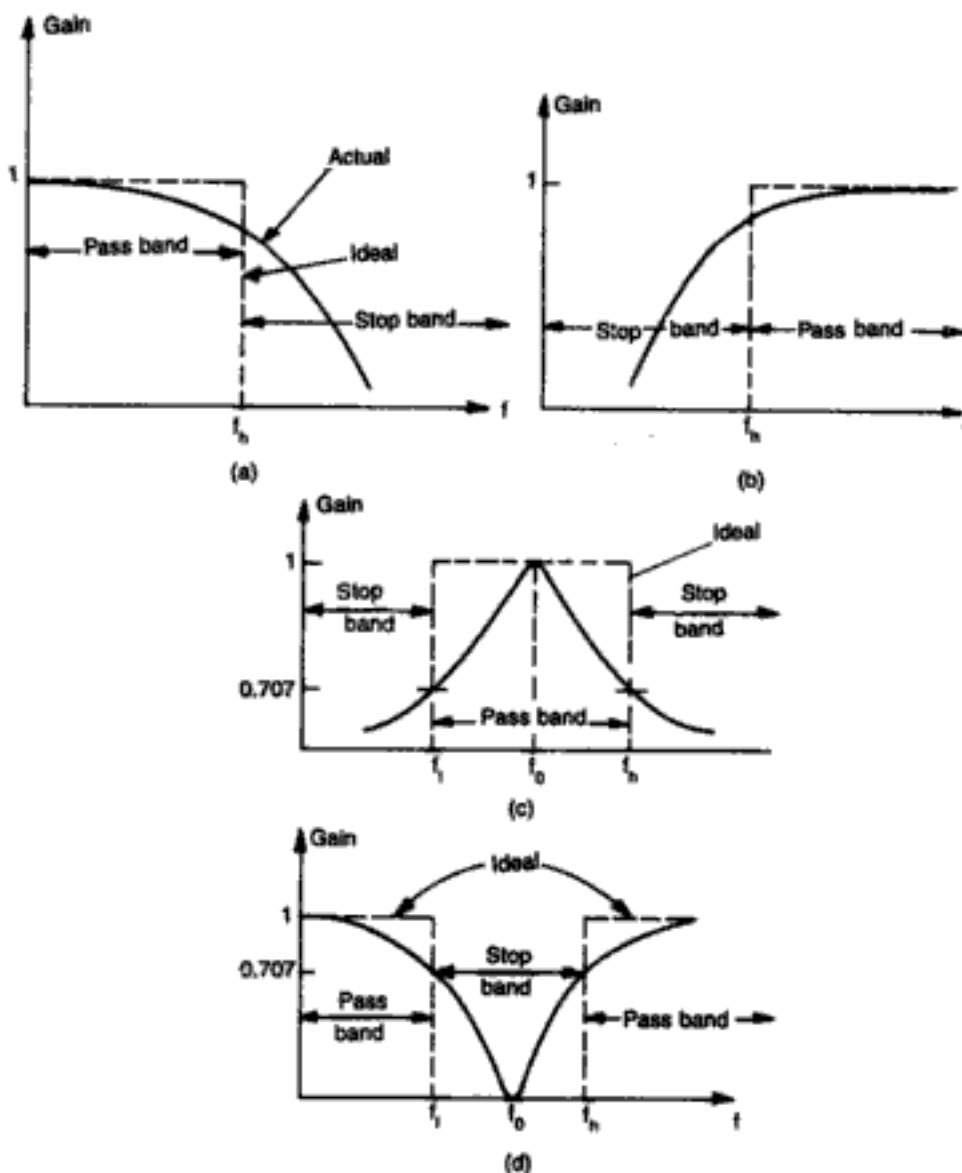 Gain
1
Actual
Pass band
Ideal
Stop band
f_h
f
(a)
Gain
1
Stop band
Pass band
f_h
(b)
Gain
Ideal
1
Stop
band
Stop
band
0.707
Pass band
f_l
f_0
f_h
(c)
Gain
Ideal
1
0.707
Stop
band
Pass
band
Pass band
f_l
f_0
f_h
f
(d)